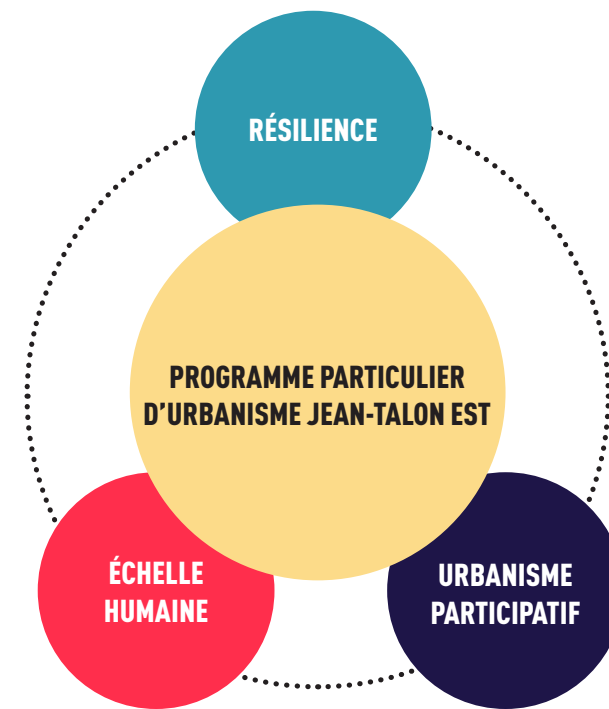 RÉSILIENCE
PROGRAMME PARTICULIER
D’URBANISME JEAN-TALON EST
ÉCHELLE
HUMAINE
URBANISME
PARTICIPATIF